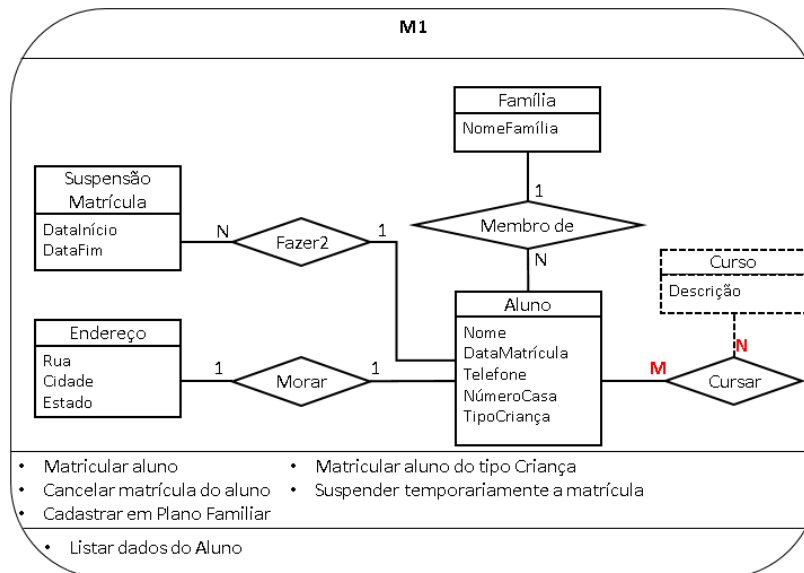 M1
Família
NomeFamília
1
Membro de
N
Suspensão
Matrícula
DataInício
DataFim
N
Fazer2
1
Curso
Descrição
Endereço
Rua
Cidade
Estado
1
Morar
1
Aluno
Nome
DataMatrícula
Telefone
NúmeroCasa
TipoCriança
M
N
Cursar
• Matricular aluno
• Cancelar matrícula do aluno
• Cadastrar em Plano Familiar
• Matricular aluno do tipo Criança
• Suspender temporariamente a matrícula
• Listar dados do Aluno